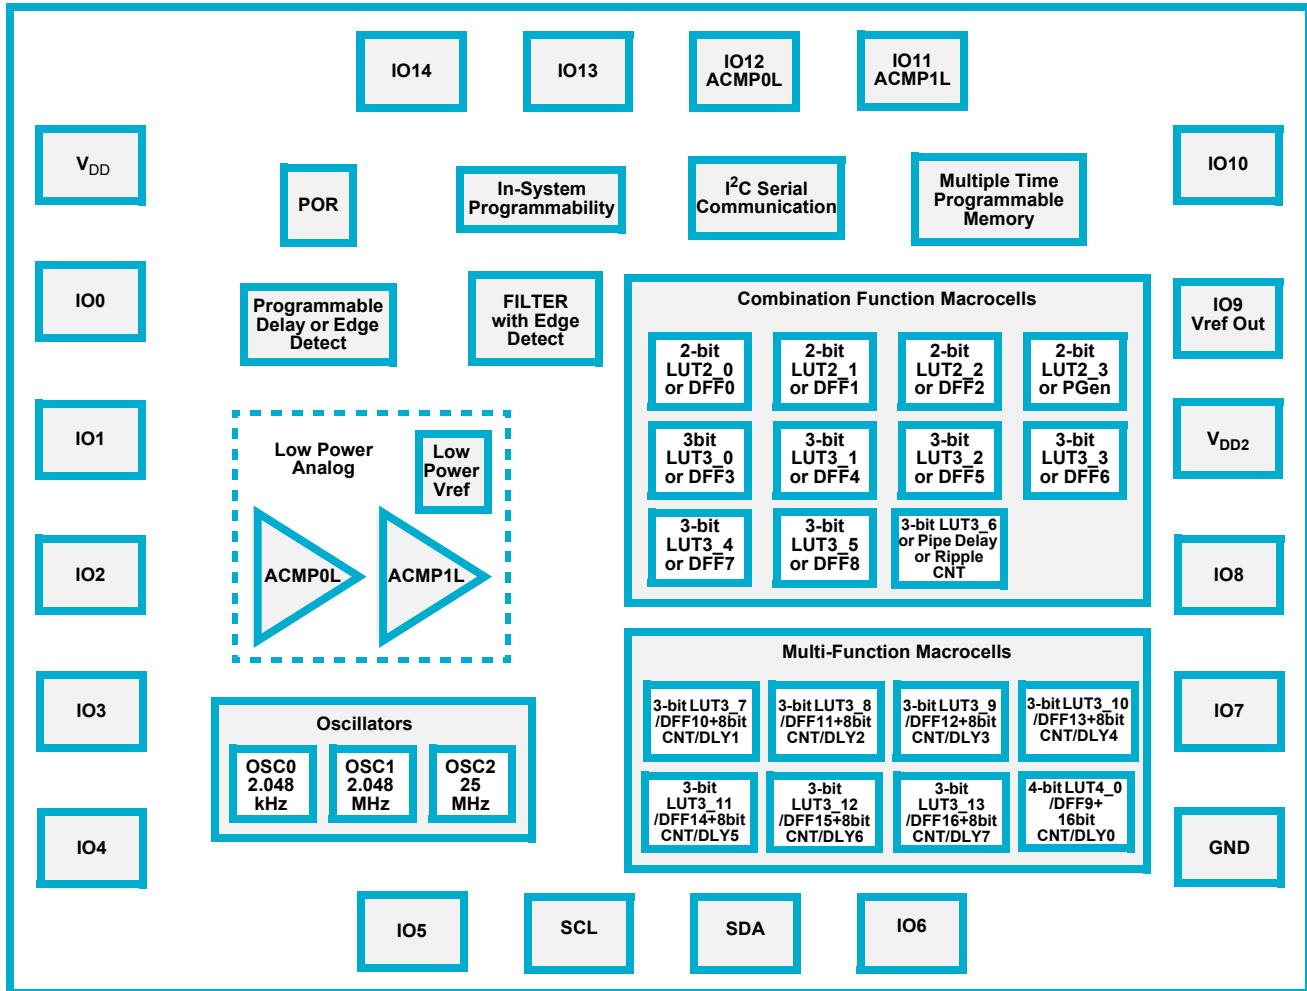 IO14
IO13
IO12
ACMP0L
IO11
ACMP1L
VDD
IO10
POR
In-System
Programmability
I2C Serial
Communication
Multiple Time
Programmable
Memory
IO0
Programmable
Delay or Edge
Detect
FILTER
with Edge
Detect
Combination Function Macrocells
2-bit
LUT2_0
or DFF0
2-bit
LUT2_1
or DFF1
2-bit
LUT2_2
or DFF2
2-bit
LUT2_3
or PGen
3bit
LUT3_0
or DFF3
3-bit
LUT3_1
or DFF4
3-bit
LUT3_2
or DFF5
3-bit
LUT3_3
or DFF6
3-bit
LUT3_4
or DFF7
3-bit
LUT3_5
or DFF8
3-bit LUT3_6
or Pipe Delay
or Ripple
CNT
IO9
Vref Out
IO1
Low Power
Analog
Low
Power
Vref
ACMP0L
ACMP1L
VDD2
IO2
IO8
Multi-Function Macrocells
3-bit LUT3_7
/DFF10+8bit
CNT/DLY1
3-bit LUT3_8
/DFF11+8bit
CNT/DLY2
3-bit LUT3_9
/DFF12+8bit
CNT/DLY3
3-bit LUT3_10
/DFF13+8bit
CNT/DLY4
3-bit
LUT3_11
/DFF14+8bit
CNT/DLY5
3-bit
LUT3_12
/DFF15+8bit
CNT/DLY6
3-bit
LUT3_13
/DFF16+8bit
CNT/DLY7
4-bit LUT4_0
/DFF9+
16bit
CNT/DLY0
IO3
Oscillators
OSC0
2.048
kHz
OSC1
2.048
MHz
OSC2
25
MHz
IO7
IO4
GND
IO5
SCL
SDA
IO6